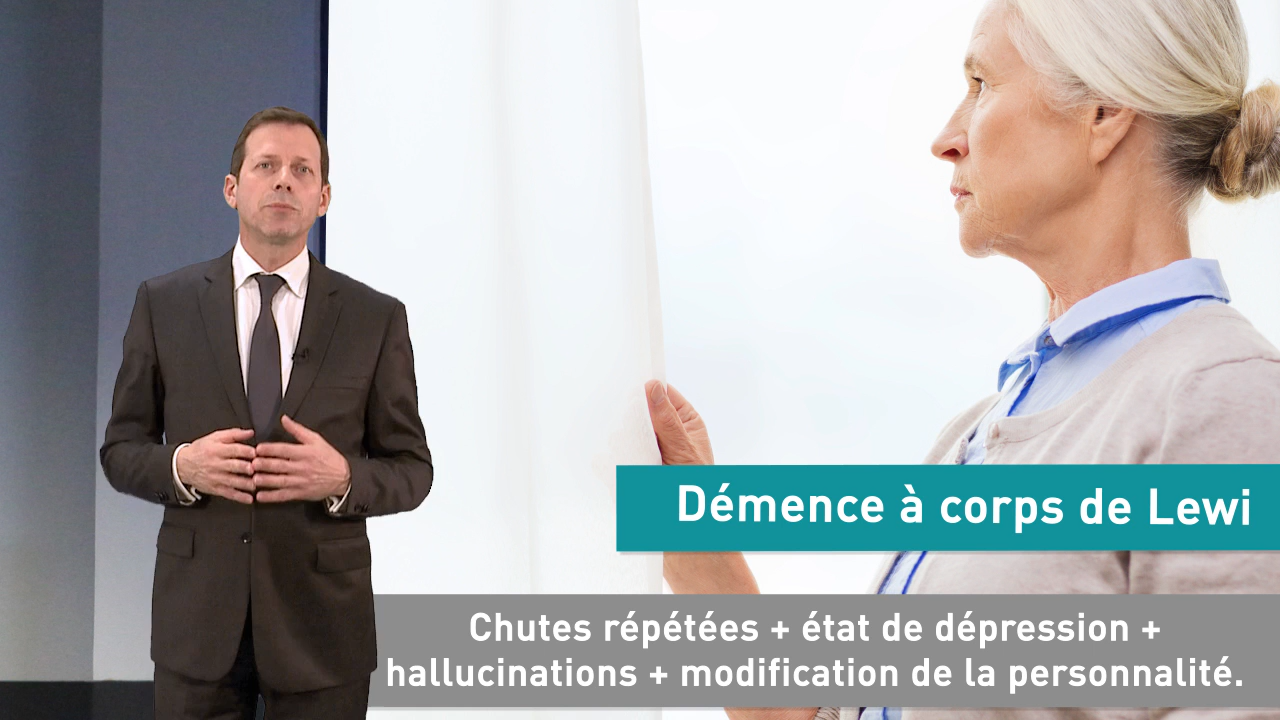 Démence à corps de Lewi
Chutes répétées + état de dépression +
hallucinations + modification de la personnalité.